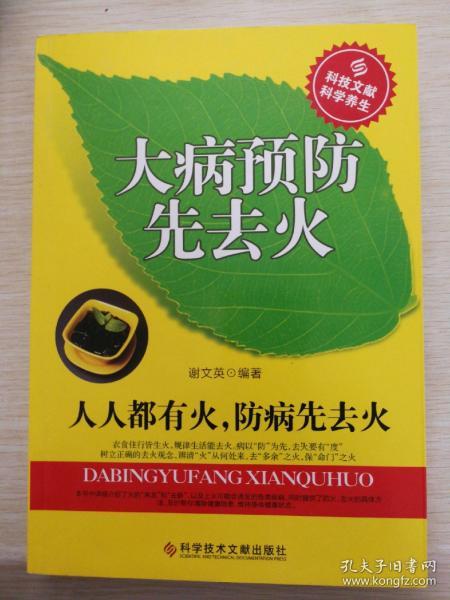 科技文献
科学养生
大病预防
先去火
谢文英⊙编著
人人都有火,防病先去火
衣食住行皆生火,规律生活能去火。病以“防”为先,去火要有“度”
树立正确的去火观念,辨清“火”从何处来,去“多余”之火,保“命门”之火
DABINGYUFANG XIANQUHUO
科学技术文献出版社
SCIENTIFIC AND TECHNICAL DOCUMENTATION PRESS
孔夫子旧书网
www.kongfz.com